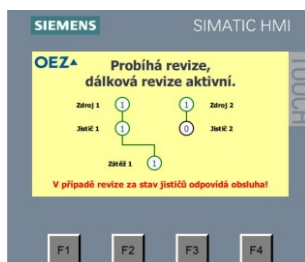 SIEMENS SIMATIC HMI
OEZ
Probíhá revize,
dálková revize aktivní.
Zdroj 1 1 1 Zdroj 2
Jistič 1 1 0 Jistič 2
Zátěž 1 1
V případě revize za stav jističů odpovídá obsluha!
TOUCH
F1 F2 F3 F4